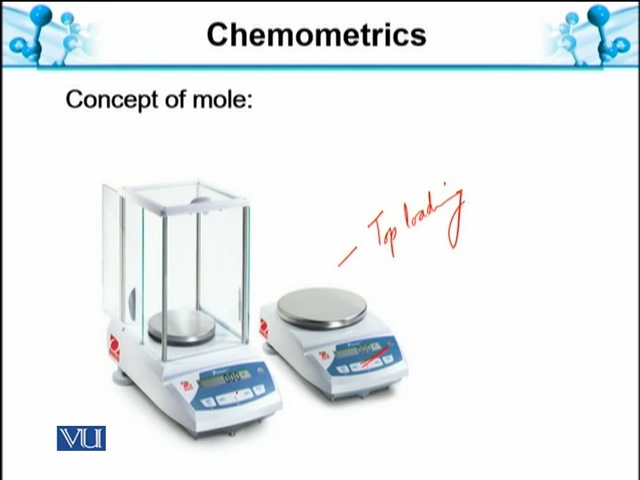 Chemometrics
Concept of mole:
– Top loading
VU